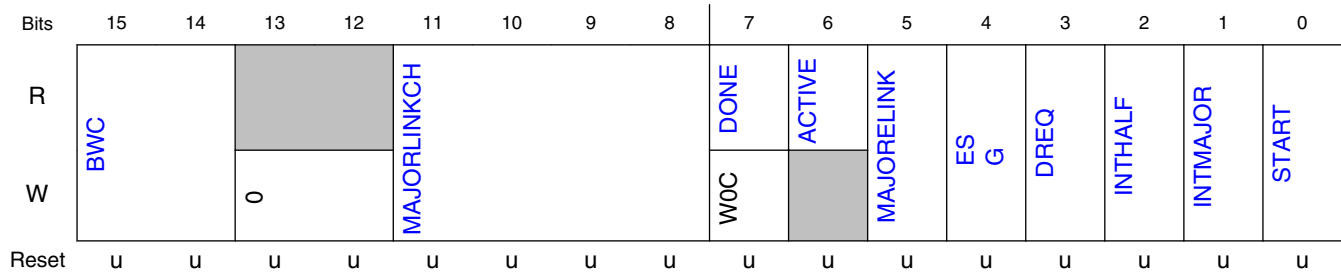 Bits 15 14 13 12 11 10 9 8 7 6 5 4 3 2 1 0
R
W
BWC
0
MAJORLINKCH
DONE
W0C
ACTIVE
MAJORELINK
ES
G
DREQ
INTHALF
INTMAJOR
START
Reset u u u u u u u u u u u u u u u u